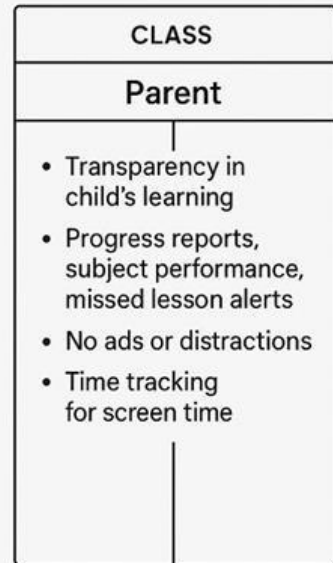 CLASS
Parent
• Transparency in
child's learning
• Progress reports,
subject performance,
missed lesson alerts
• No ads or distractions
• Time tracking
for screen time